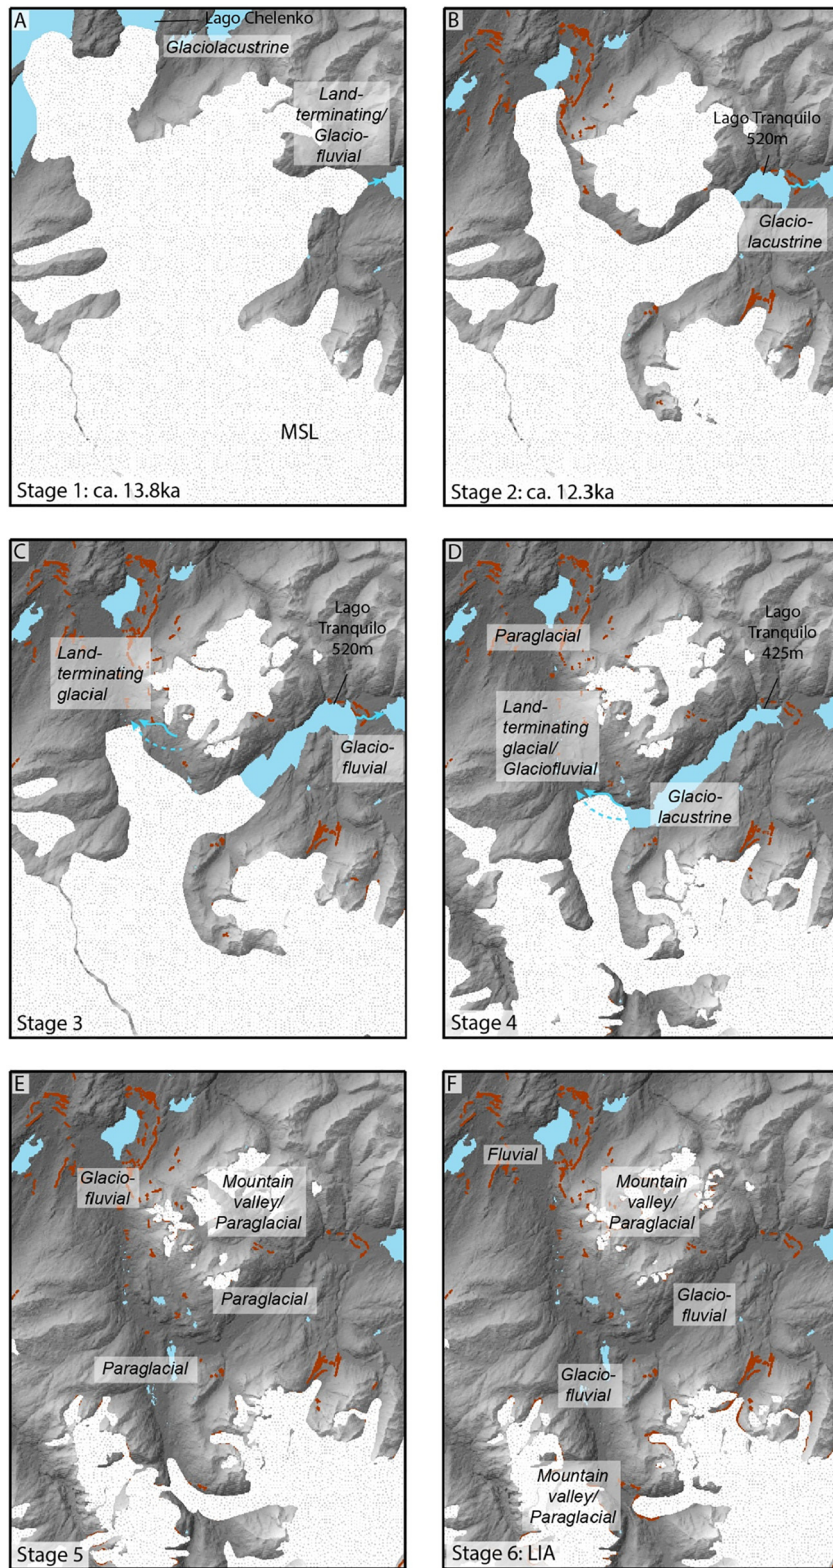 A
Lago Chelenko
Glaciolacustrine
Land-
terminating/
Glacio-
fluvial
MSL
Stage 1: ca. 13.8ka
B
Lago Tranquilo
520m
Glacio-
lacustrine
Stage 2: ca. 12.3ka
C
Lago
Tranquilo
520m
Land-
terminating
glacial
Glacio-
fluvial
Stage 3
D
Paraglacial
Lago
Tranquilo
425m
Land-
terminating
glacial/
Glaciofluvial
Glacio-
lacustrine
Stage 4
E
Glacio-
fluvial
Mountain
valley/
Paraglacial
Paraglacial
Paraglacial
Stage 5
F
Fluvial
Mountain
valley/
Paraglacial
Glacio-
fluvial
Glacio-
fluvial
Mountain
valley/
Paraglacial
Stage 6: LIA